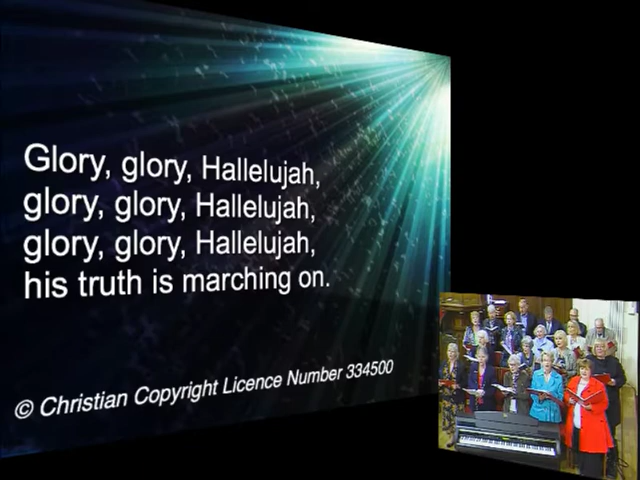 Glory, glory, Hallelujah,
glory, glory, Hallelujah,
glory, glory, Hallelujah,
his truth is marching on.
© Christian Copyright Licence Number 334500